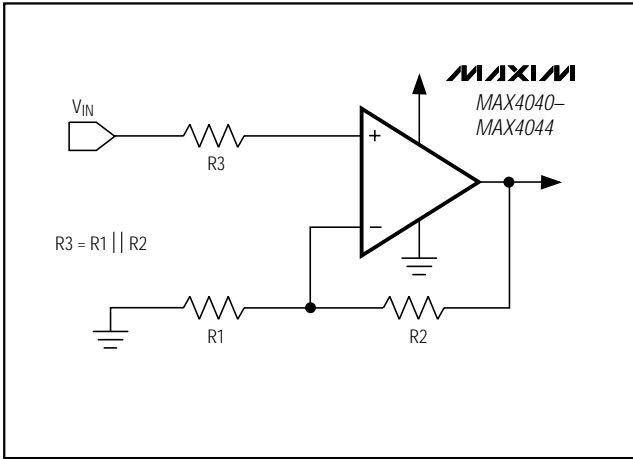 MAXIM
MAX4040–
MAX4044
VIN
R3
+
−
R3 = R1 || R2
R1
R2